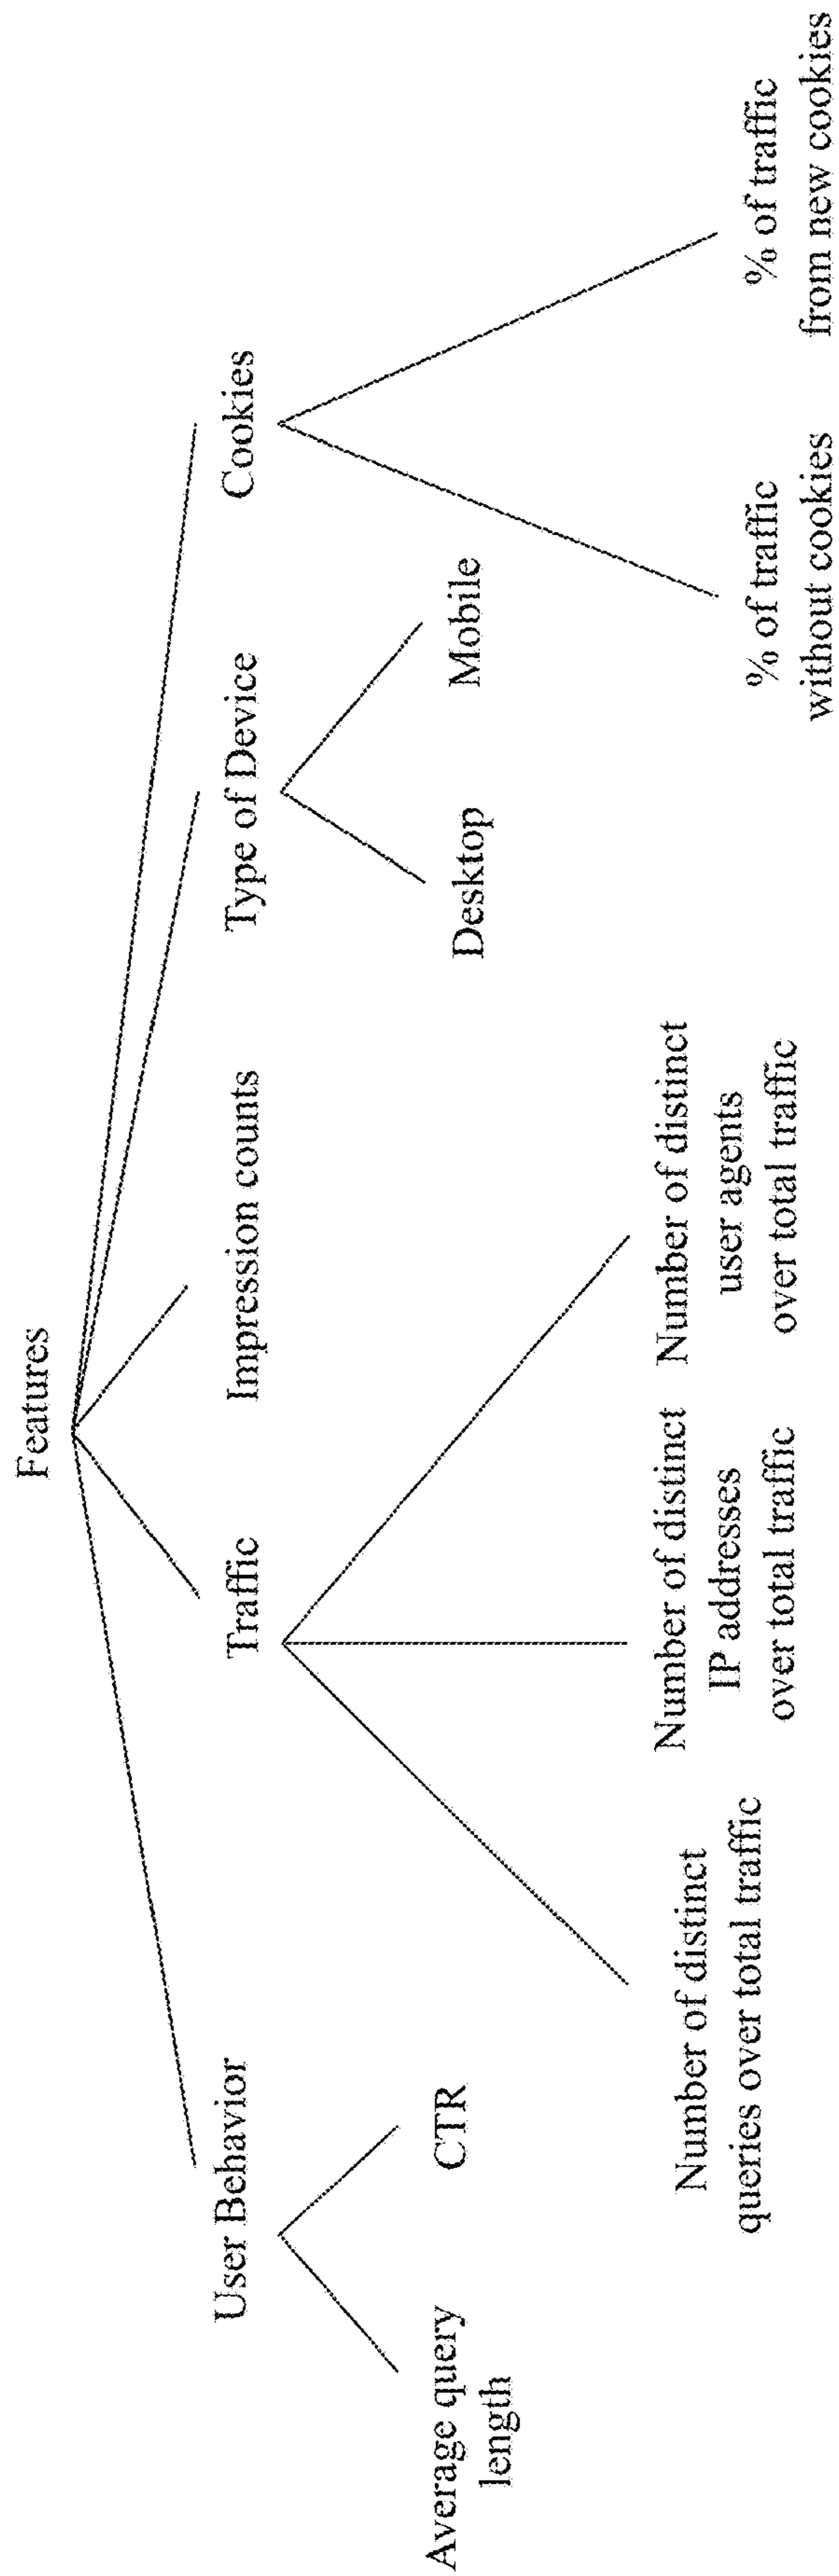 Features
User Behavior
Traffic
Impression counts
Type of Device
Cookies
Average query
length
CTR
Desktop
Mobile
Number of distinct
queries over total traffic
Number of distinct
IP addresses
over total traffic
Number of distinct
user agents
over total traffic
% of traffic
without cookies
% of traffic
from new cookies